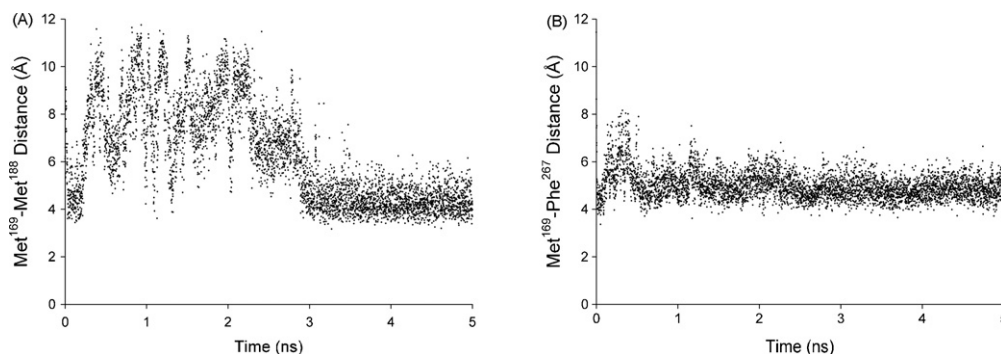 (A)
Met¹⁶⁹-Met¹⁸⁸ Distance (Å)
12
10
8
6
4
2
0
0 1 2 3 4 5
Time (ns)
(B)
Met¹⁶⁹-Phe²⁶⁷ Distance (Å)
12
10
8
6
4
2
0
0 1 2 3 4 5
Time (ns)